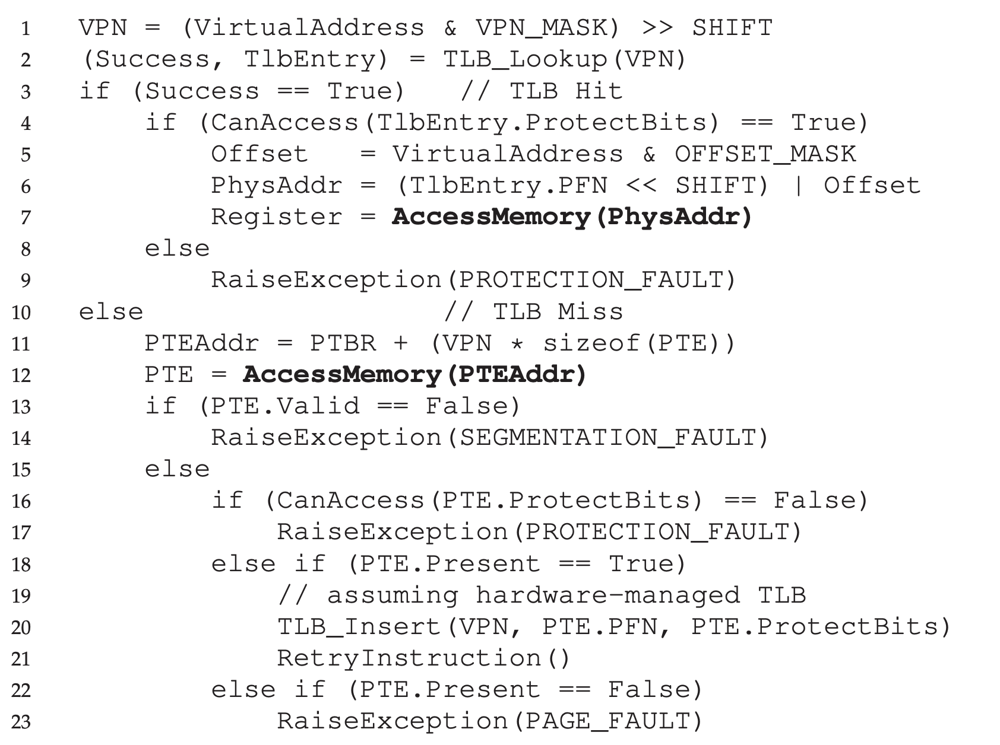 1 VPN = (VirtualAddress & VPN_MASK) >> SHIFT
2 (Success, TlbEntry) = TLB_Lookup(VPN)
3 if (Success == True) // TLB Hit
4 if (CanAccess(TlbEntry.ProtectBits) == True)
5 Offset = VirtualAddress & OFFSET_MASK
6 PhysAddr = (TlbEntry.PFN << SHIFT) | Offset
7 Register = AccessMemory(PhysAddr)
8 else
9 RaiseException(PROTECTION_FAULT)
10 else // TLB Miss
11 PTEAddr = PTBR + (VPN * sizeof(PTE))
12 PTE = AccessMemory(PTEAddr)
13 if (PTE.Valid == False)
14 RaiseException(SEGMENTATION_FAULT)
15 else
16 if (CanAccess(PTE.ProtectBits) == False)
17 RaiseException(PROTECTION_FAULT)
18 else if (PTE.Present == True)
19 // assuming hardware-managed TLB
20 TLB_Insert(VPN, PTE.PFN, PTE.ProtectBits)
21 RetryInstruction()
22 else if (PTE.Present == False)
23 RaiseException(PAGE_FAULT)